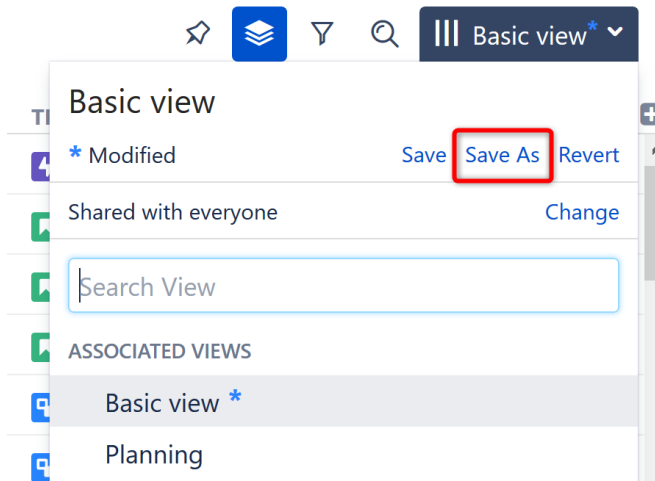 Basic view*
Basic view
* Modified Save Save As Revert
Shared with everyone Change
Search View
ASSOCIATED VIEWS
Basic view *
Planning